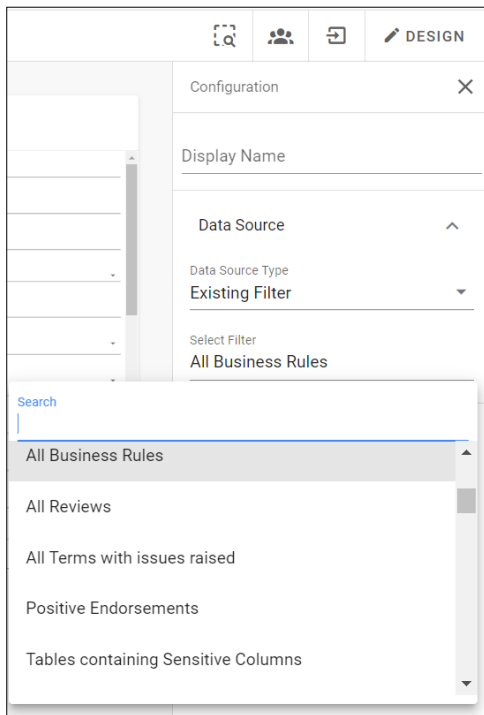 DESIGN
Configuration
Display Name
Data Source
Data Source Type
Existing Filter
Select Filter
All Business Rules
Search
All Business Rules
All Reviews
All Terms with issues raised
Positive Endorsements
Tables containing Sensitive Columns